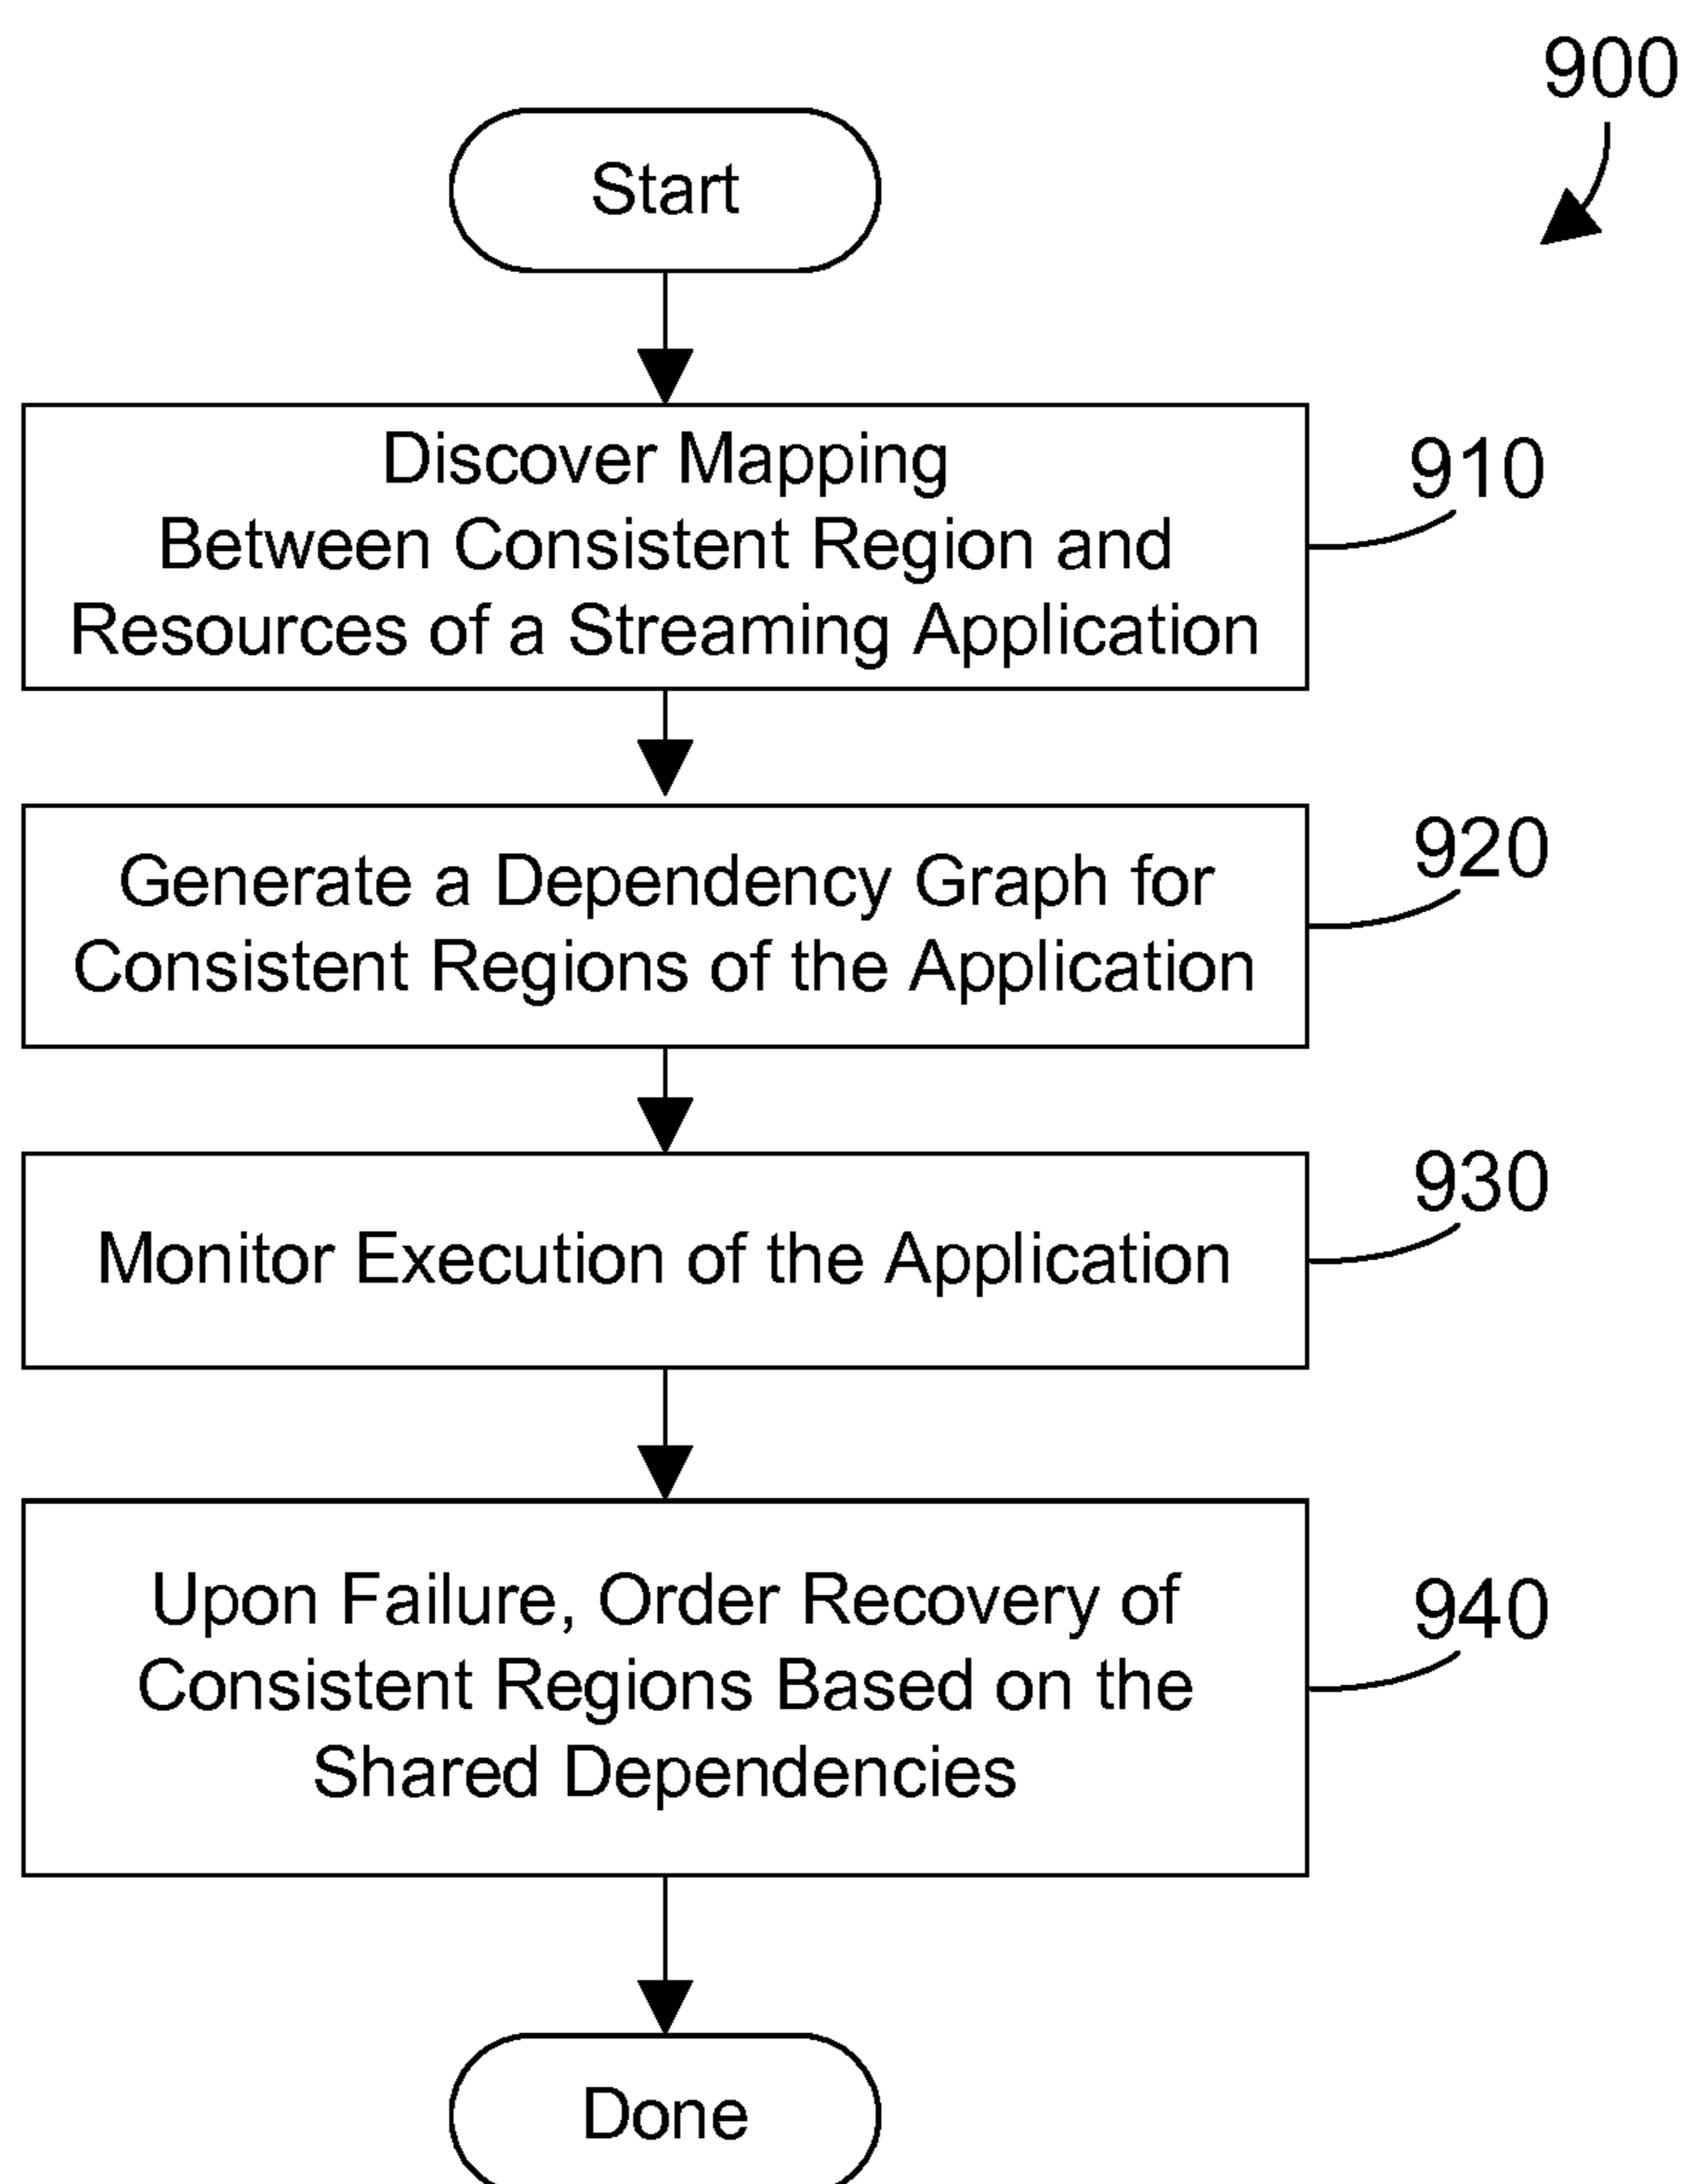 900
Start
Discover Mapping
Between Consistent Region and
Resources of a Streaming Application
910
Generate a Dependency Graph for
Consistent Regions of the Application
920
Monitor Execution of the Application
930
Upon Failure, Order Recovery of
Consistent Regions Based on the
Shared Dependencies
940
Done